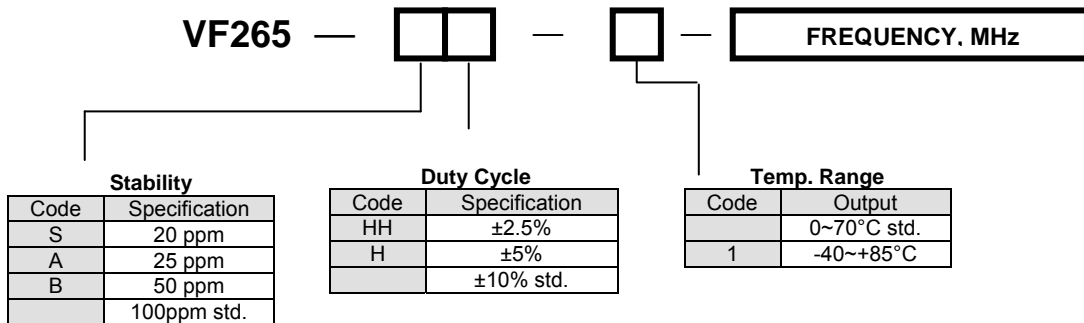 VF265 — — — FREQUENCY, MHz
Stability
Code Specification
S 20 ppm
A 25 ppm
B 50 ppm
100ppm std.
Duty Cycle
Code Specification
HH ±2.5%
H ±5%
±10% std.
Temp. Range
Code Output
0~70°C std.
1 -40~+85°C